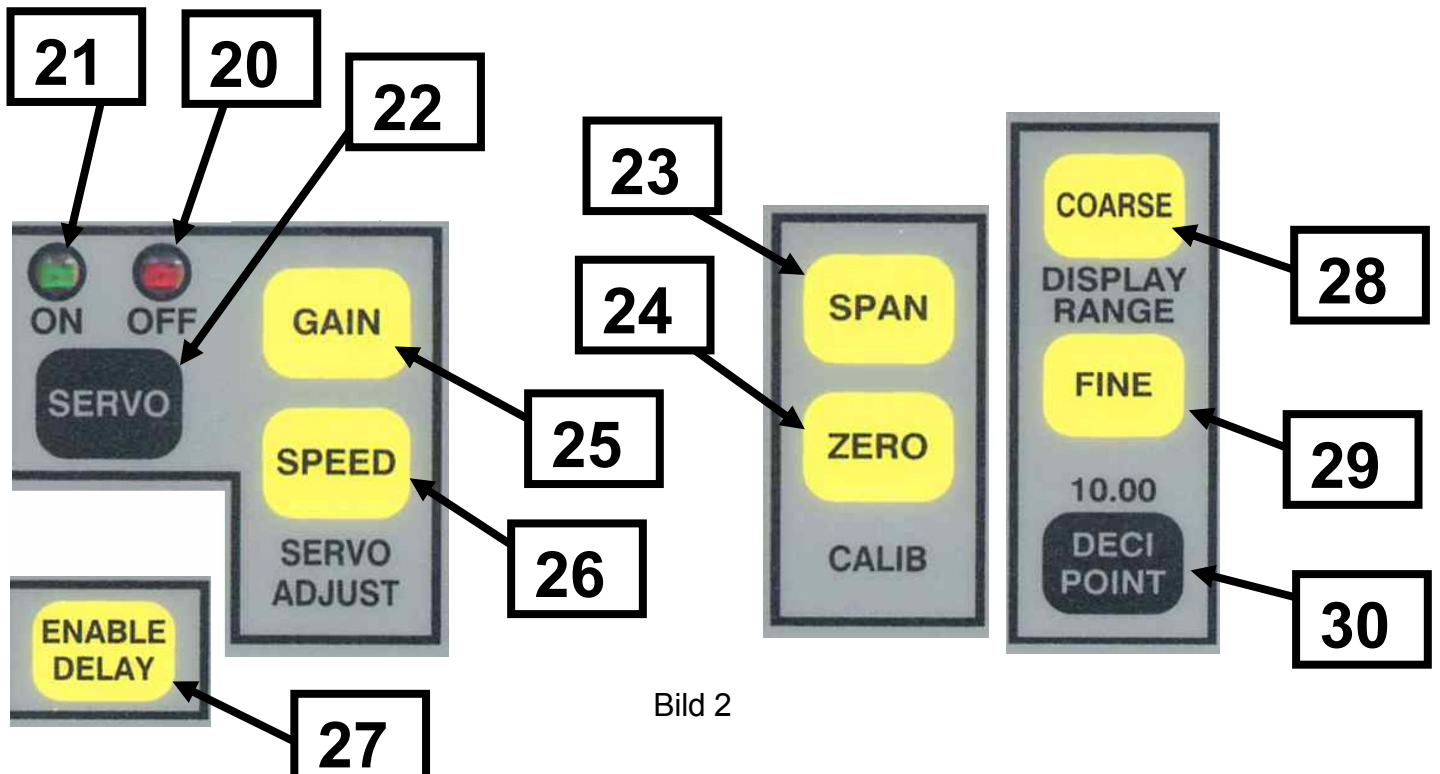 21
20
22
ON
OFF
SERVO
GAIN
SPEED
SERVO
ADJUST
25
26
ENABLE
DELAY
27
23
24
SPAN
ZERO
CALIB
COARSE
DISPLAY
RANGE
FINE
10.00
DECI
POINT
28
29
30
Bild 2